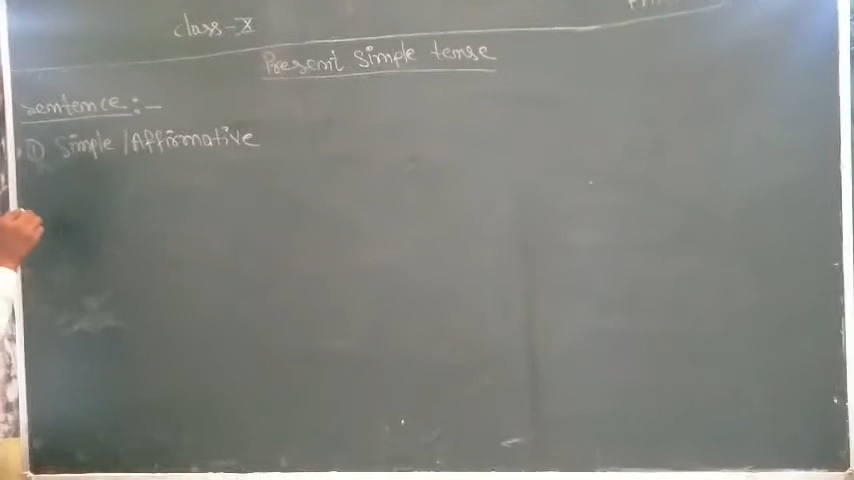 class-X
Present simple tense
sentence:-
① Simple /Affirmative